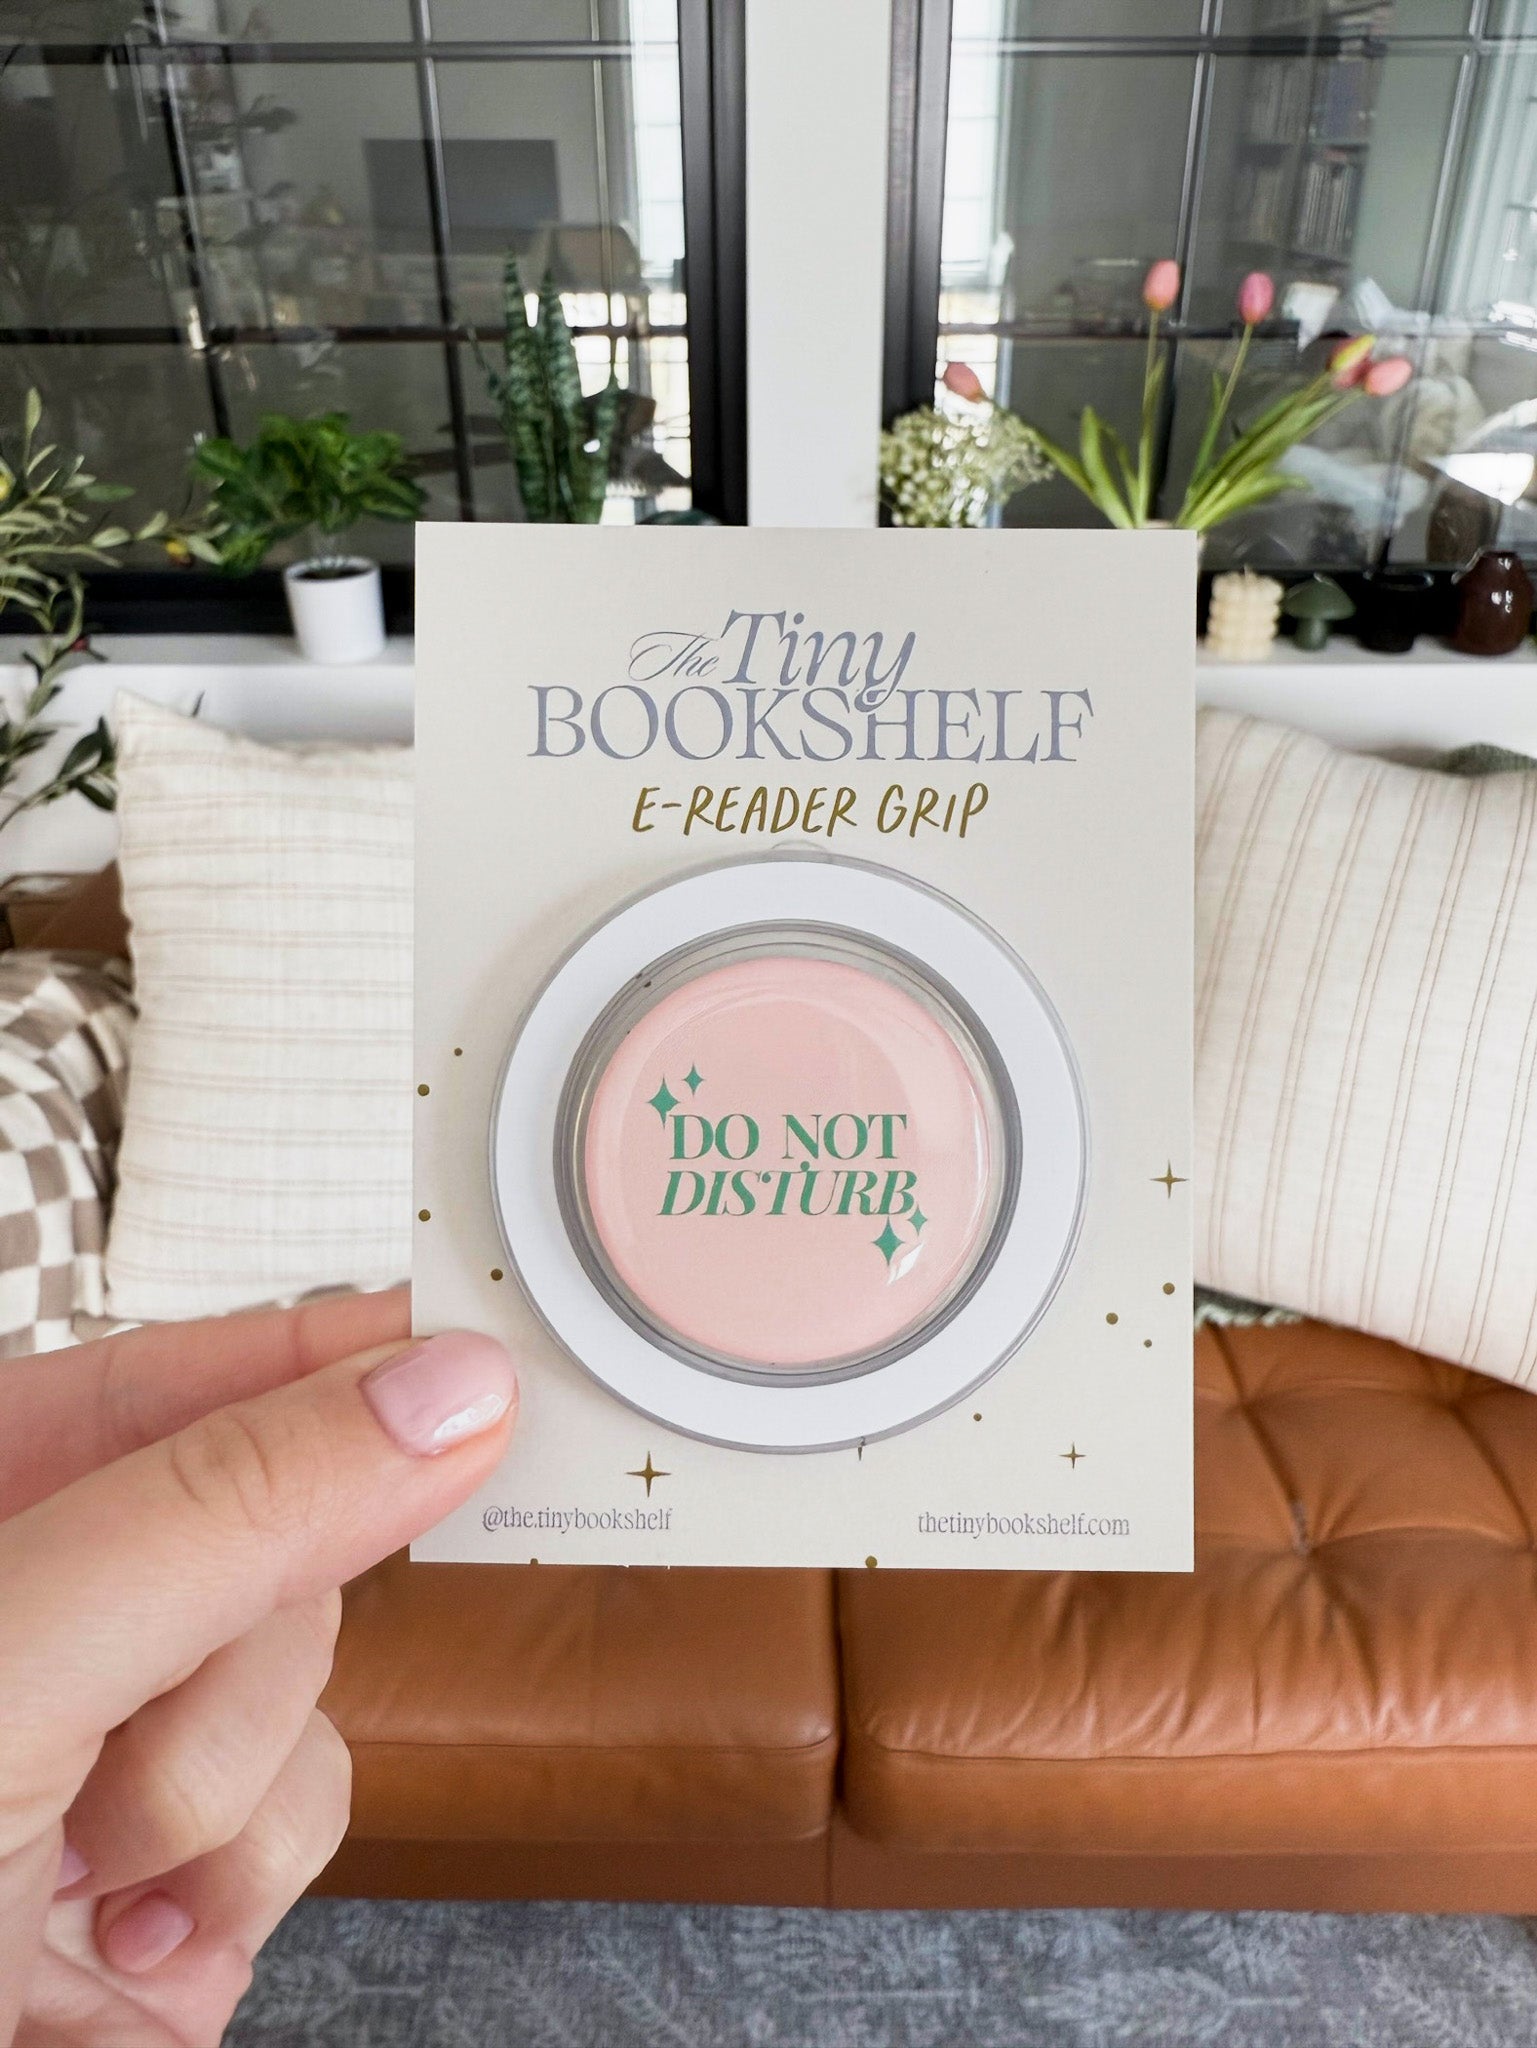 The Tiny
BOOKSHELF
E-READER GRIP
DO NOT
DISTURB
@the.tinybookshelf
thetinybookshelf.com